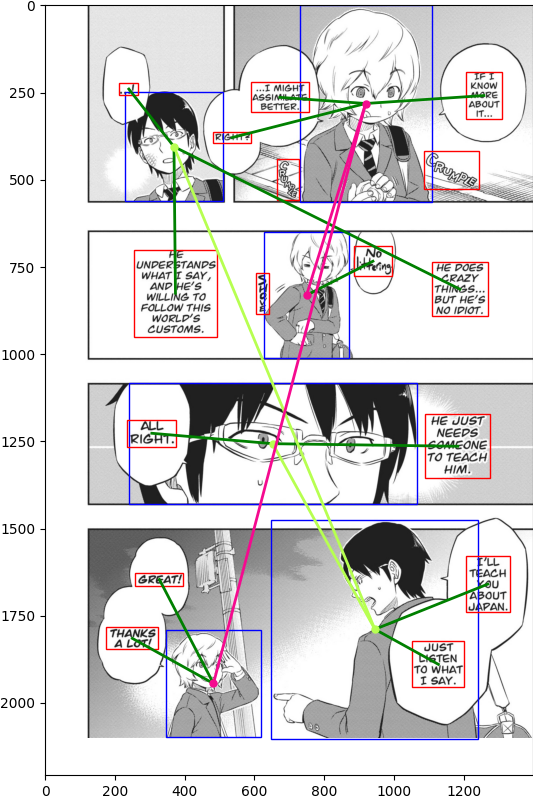 0
250
500
750
1000
1250
1500
1750
2000
IF I
KNOW
MORE
ABOUT
IT...
CRUMPLE
...I MIGHT
ASSIMILATE
BETTER.
CRUMPLE
RIGHT?
No
littering
HE DOES
CRAZY
THINGS...
BUT HE'S
NO IDIOT.
HE
UNDERSTANDS
WHAT I SAY,
AND HE'S
WILLING TO
FOLLOW THIS
WORLD'S
CUSTOMS.
HE JUST
NEEDS
SOMEONE
TO TEACH
HIM.
ALL
RIGHT.
I'LL
TEACH
YOU
ABOUT
JAPAN.
JUST
LISTEN
TO WHAT
I SAY.
GREAT!
THANKS
A LOT!
0 200 400 600 800 1000 1200